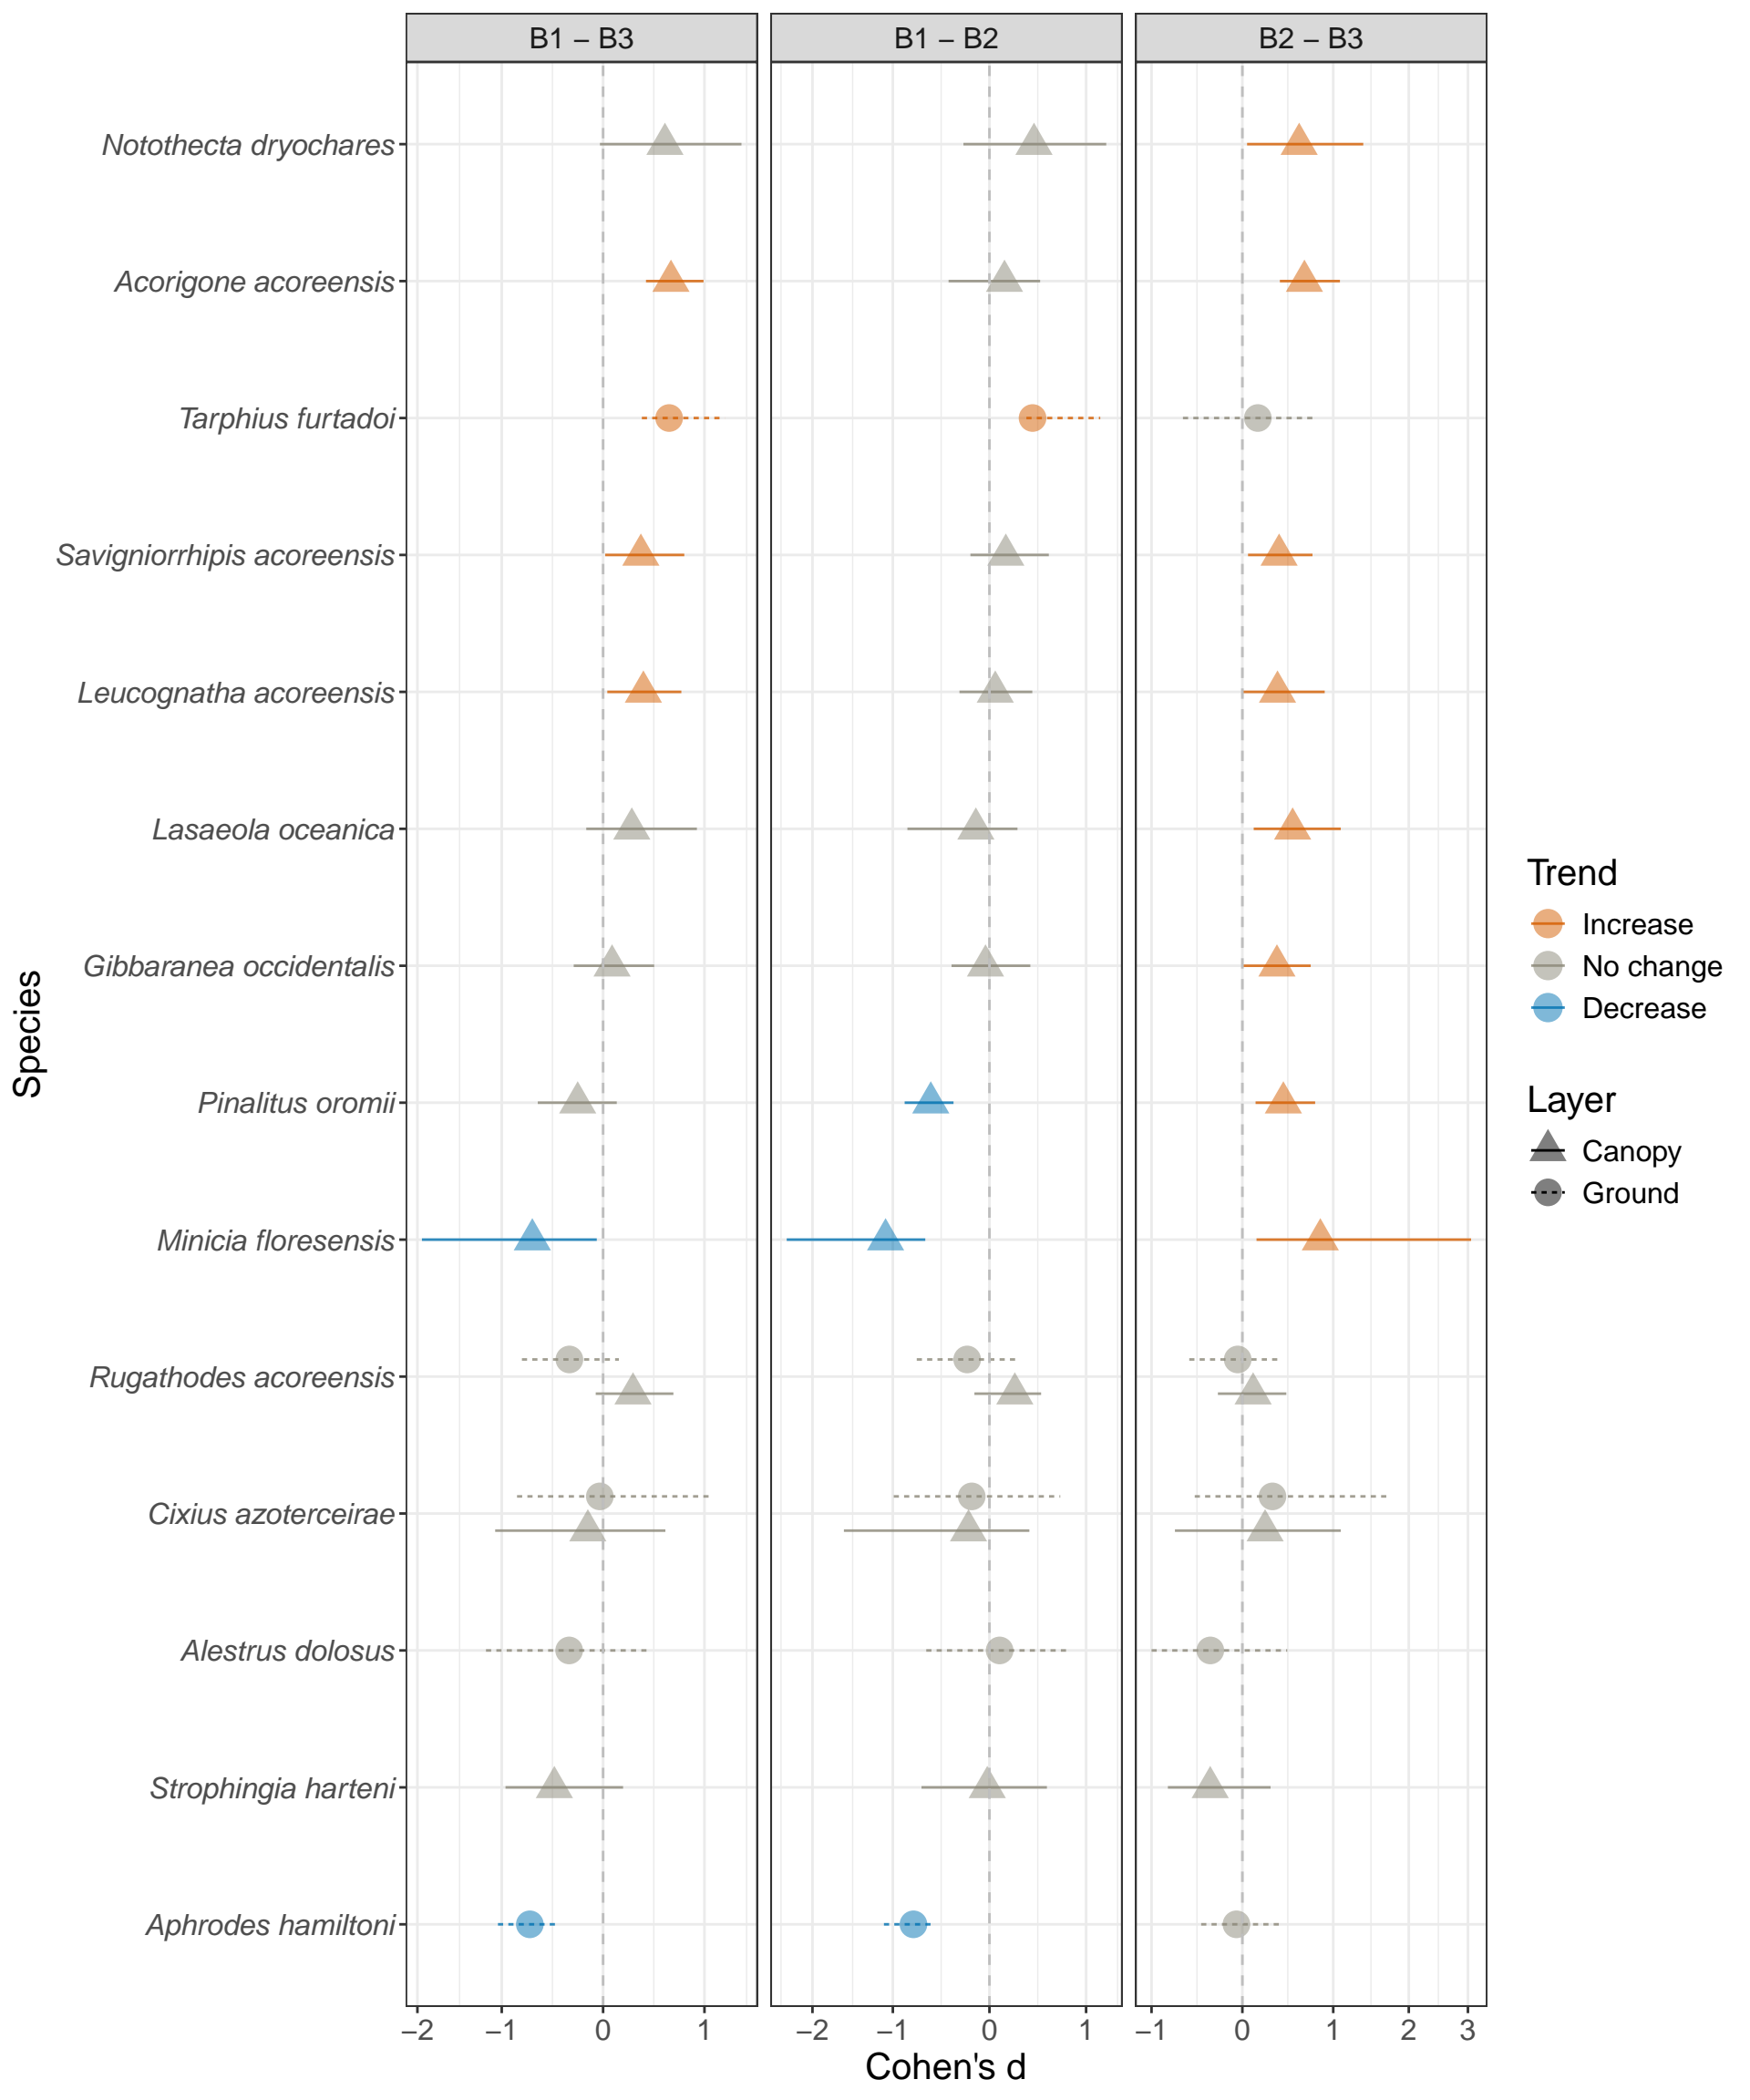 B1 – B3
B1 – B2
B2 – B3
Species
Notothecta dryochares
Acorigone acoreensis
Tarphius furtadoi
Savigniorrhipis acoreensis
Leucognatha acoreensis
Lasaeola oceanica
Gibbaranea occidentalis
Pinalitus oromii
Minicia floresensis
Rugathodes acoreensis
Cixius azoterceirae
Alestrus dolosus
Strophingia harteni
Aphrodes hamiltoni
–2 –1 0 1
–2 –1 0 1
–1 0 1 2 3
Cohen's d
Trend
Increase
No change
Decrease
Layer
Canopy
Ground